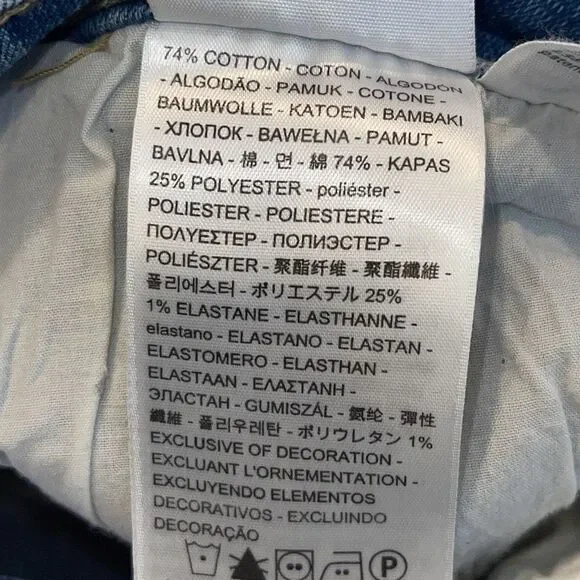 74% COTTON - COTON - ALGODÓN
- ALGODÃO - PAMUK - COTONE -
BAUMWOLLE - KATOEN - BAMBAKI
- ХЛОПОК - BAWEŁNA - PAMUT -
BAVLNA - 棉 - 면 - 綿 74% - KAPAS
25% POLYESTER - poliéster -
POLIESTER - POLIESTERE -
ΠΟΛΥΕΣΤΕΡ - ПОЛИЭСТЕР -
POLIÉSZTER - 聚酯纤维 - 聚酯纖維 -
폴리에스터 - ポリエステル 25%
1% ELASTANE - ELASTHANNE -
elastano - ELASTANO - ELASTAN -
ELASTOMERO - ELASTHAN -
ELASTAAN - ΕΛΑΣΤΑΝΗ -
ЭЛАСТАН - GUMISZÁL - 氨纶 - 彈性
纖維 - 폴리우레탄 - ポリウレタン 1%
EXCLUSIVE OF DECORATION -
EXCLUANT L'ORNEMENTATION -
EXCLUYENDO ELEMENTOS
DECORATIVOS - EXCLUINDO
DECORAÇÃO
P